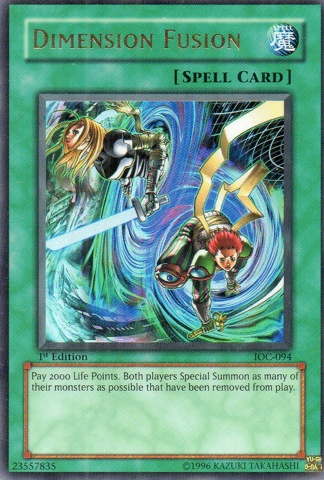 DIMENSION FUSION
SPELL
魔
[SPELL CARD]
1st Edition
IOC-094
Pay 2000 Life Points. Both players Special Summon as many of
their monsters as possible that have been removed from play.
23557835
©1996 KAZUKI TAKAHASHI